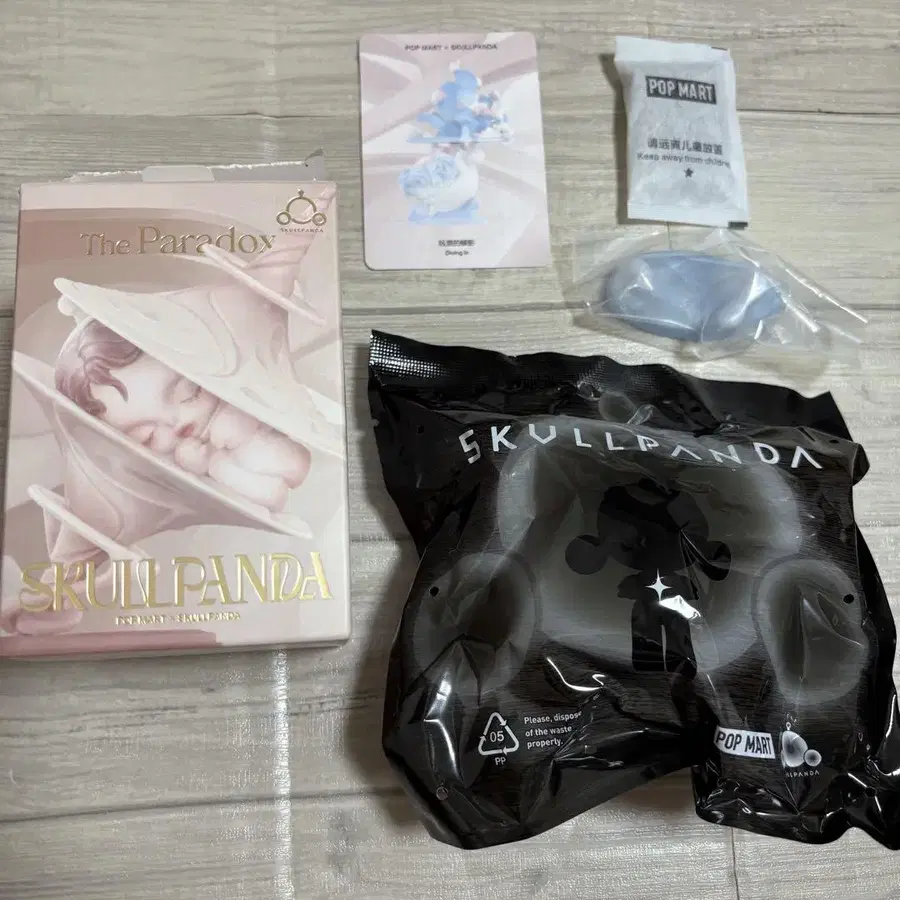 The Paradox
SKULLPANDA
SKULLPANDA
POP MART × SKULLPANDA
POP MART × SKULLPANDA
Diving In
POP MART
请远离儿童放置
Keep away from children
SKULLPANDA
05
PP
Please, dispose
of the waste
properly.
POP MART